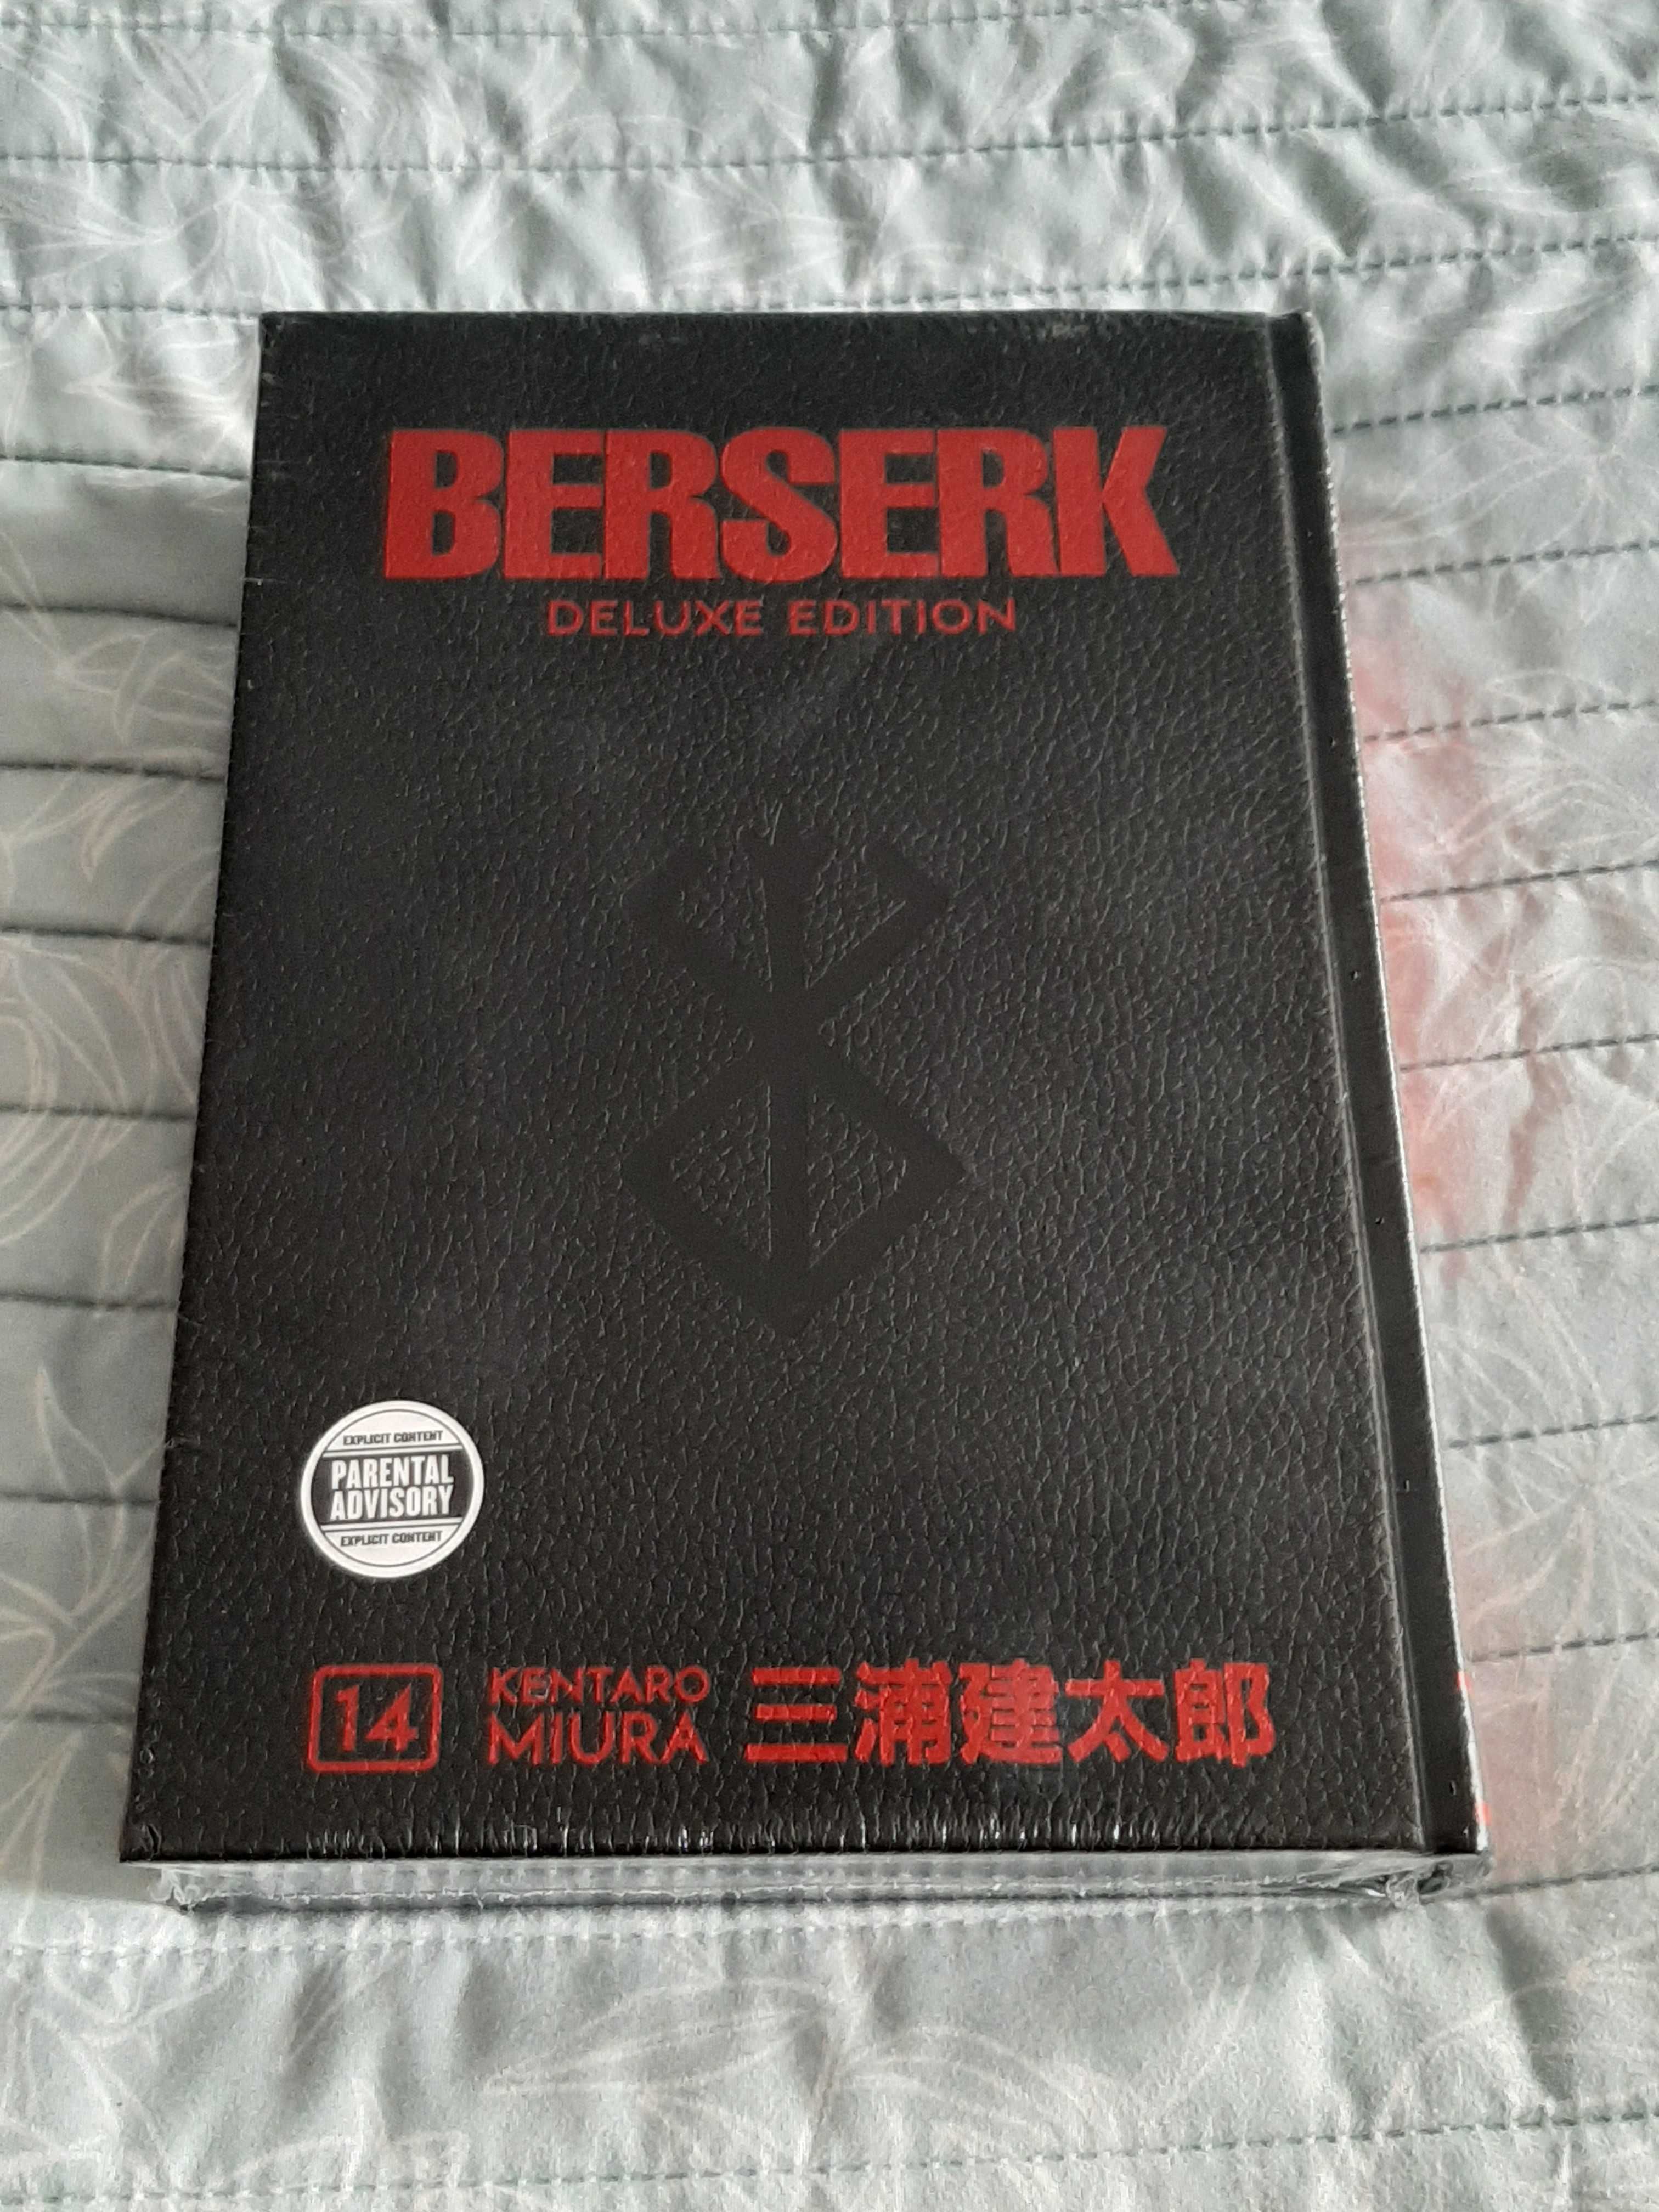 BERSERK
DELUXE EDITION
EXPLICIT CONTENT
PARENTAL
ADVISORY
EXPLICIT CONTENT
14
KENTARO
MIURA
三浦建太郎